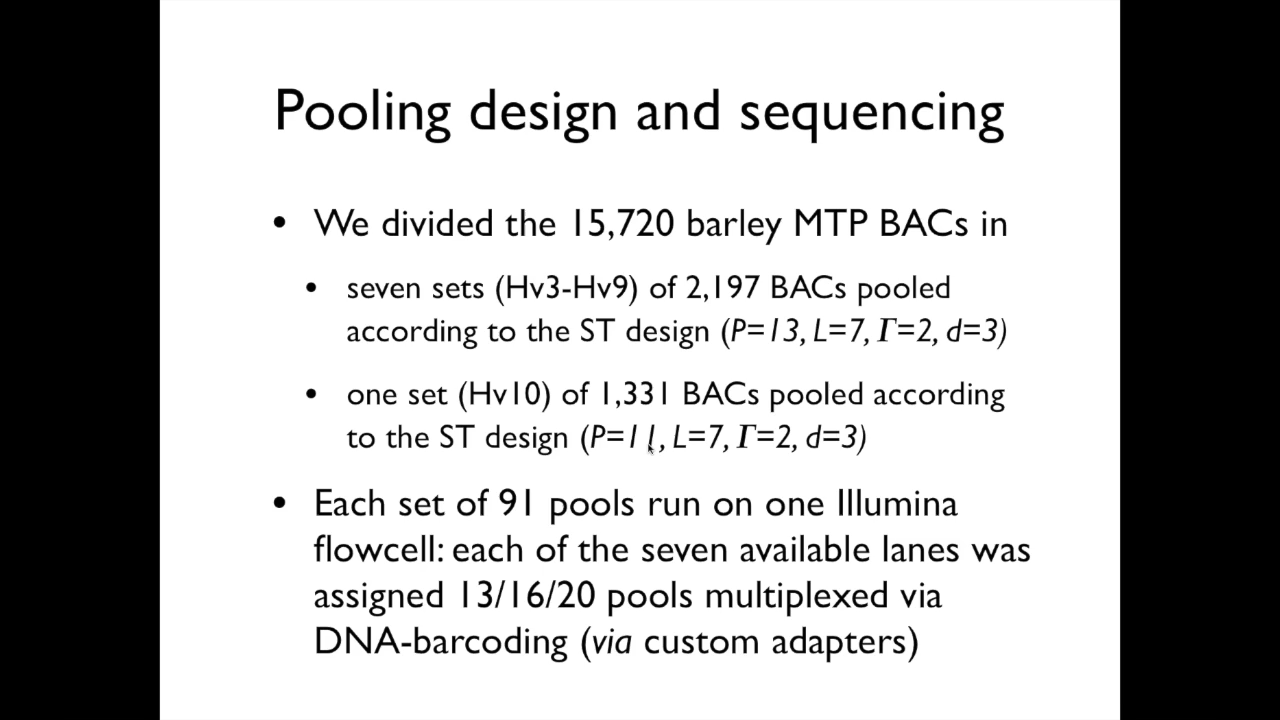 Pooling design and sequencing
• We divided the 15,720 barley MTP BACs in
• seven sets (Hv3-Hv9) of 2,197 BACs pooled
according to the ST design (P=13, L=7, Γ=2, d=3)
• one set (Hv10) of 1,331 BACs pooled according
to the ST design (P=11, L=7, Γ=2, d=3)
• Each set of 91 pools run on one Illumina
flowcell: each of the seven available lanes was
assigned 13/16/20 pools multiplexed via
DNA-barcoding (via custom adapters)